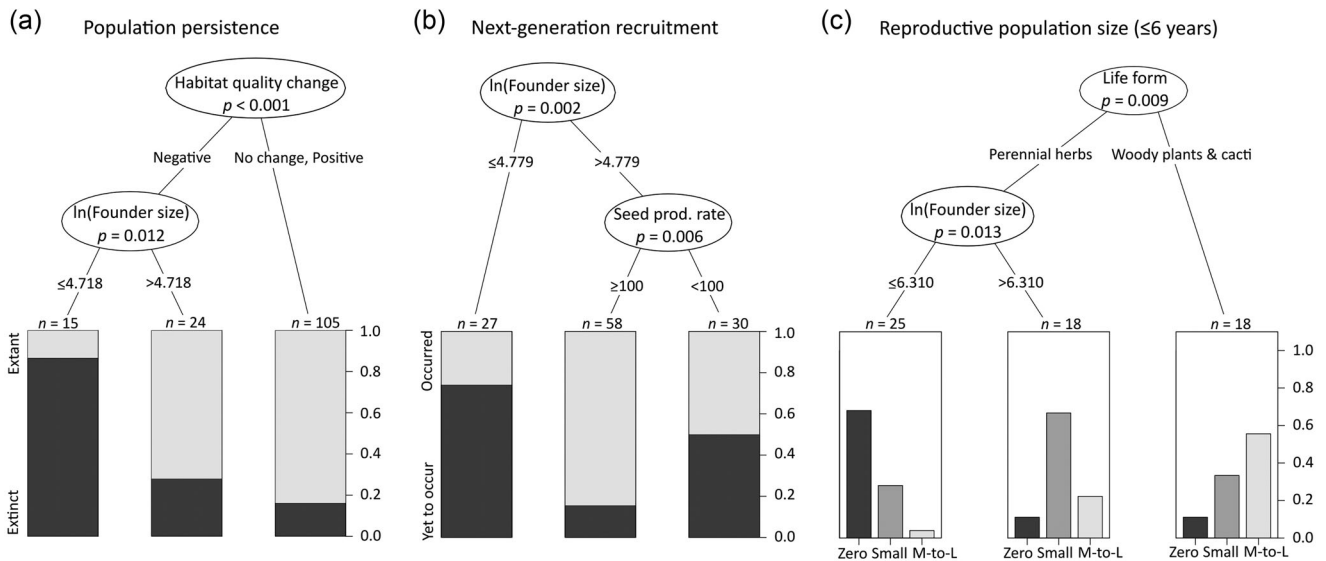 (a) Population persistence
Habitat quality change
p < 0.001
Negative
No change, Positive
ln(Founder size)
p = 0.012
≤4.718
>4.718
n = 15
n = 24
n = 105
Extant
Extinct
1.0
0.8
0.6
0.4
0.2
0.0
(b) Next-generation recruitment
ln(Founder size)
p = 0.002
≤4.779
>4.779
Seed prod. rate
p = 0.006
≥100
<100
n = 27
n = 58
n = 30
Occurred
Yet to occur
1.0
0.8
0.6
0.4
0.2
0.0
(c) Reproductive population size (≤6 years)
Life form
p = 0.009
Perennial herbs
Woody plants & cacti
ln(Founder size)
p = 0.013
≤6.310
>6.310
n = 25
n = 18
n = 18
1.0
0.8
0.6
0.4
0.2
0.0
Zero Small M-to-L
Zero Small M-to-L
Zero Small M-to-L